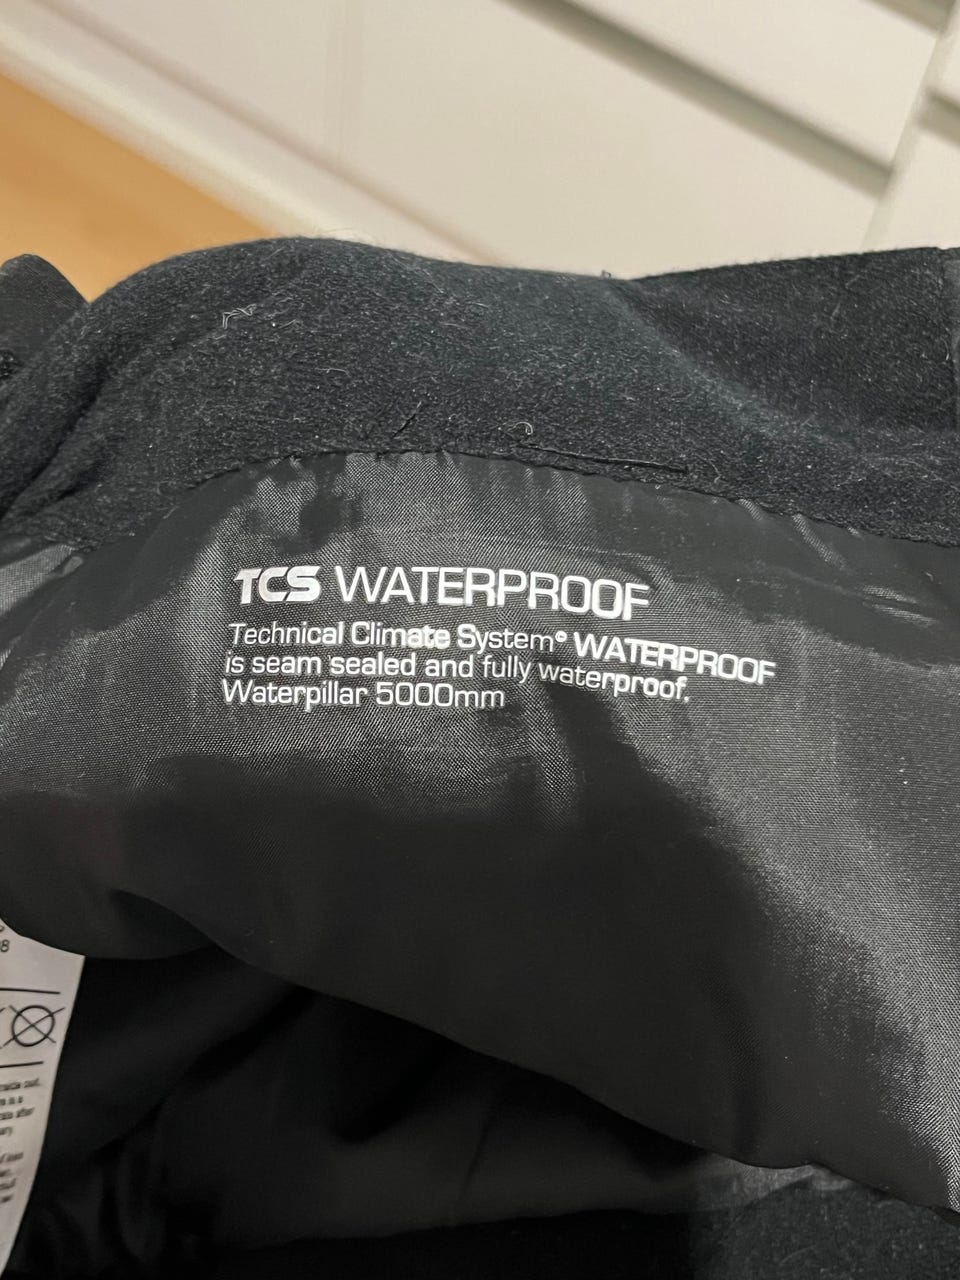 TCS WATERPROOF
Technical Climate System® WATERPROOF
is seam sealed and fully waterproof.
Waterpillar 5000mm